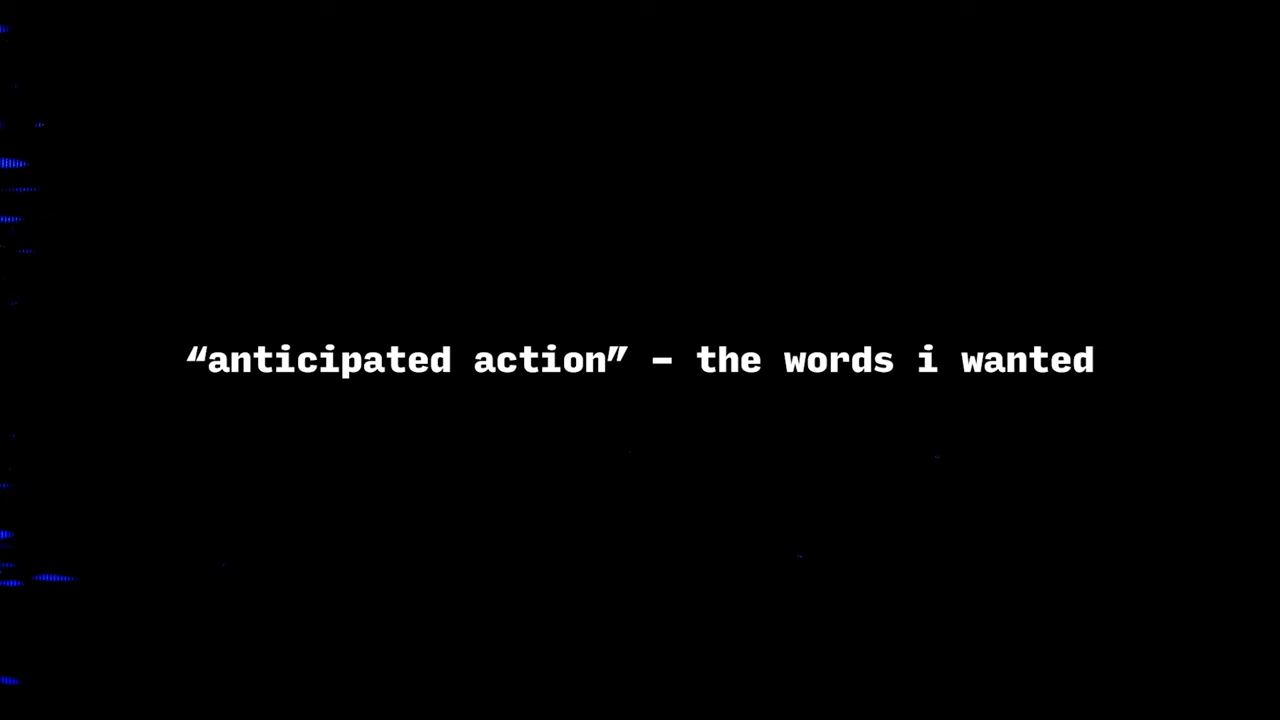 “anticipated action” – the words i wanted